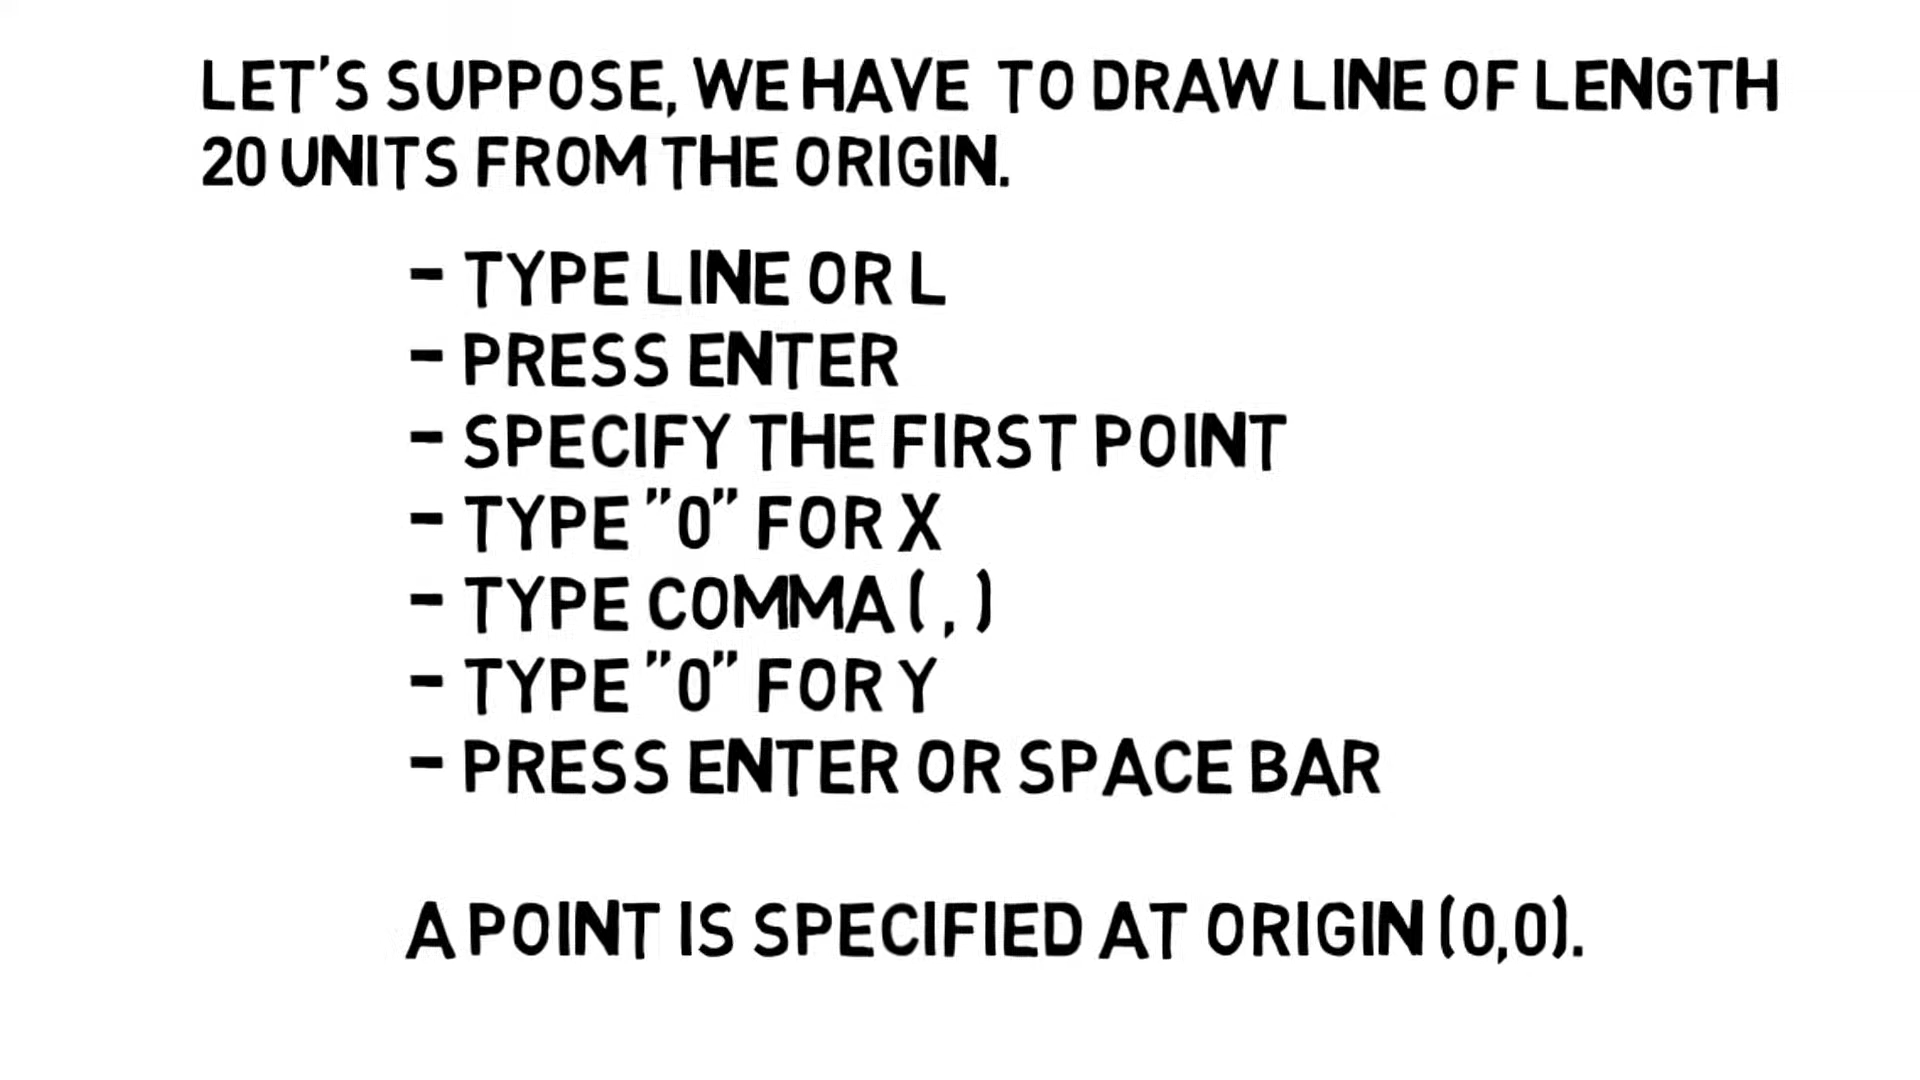 LET'S SUPPOSE, WE HAVE TO DRAW LINE OF LENGTH
20 UNITS FROM THE ORIGIN.
- TYPE LINE OR L
- PRESS ENTER
- SPECIFY THE FIRST POINT
- TYPE "0" FOR X
- TYPE COMMA ( , )
- TYPE "0" FOR Y
- PRESS ENTER OR SPACE BAR
A POINT IS SPECIFIED AT ORIGIN (0,0).